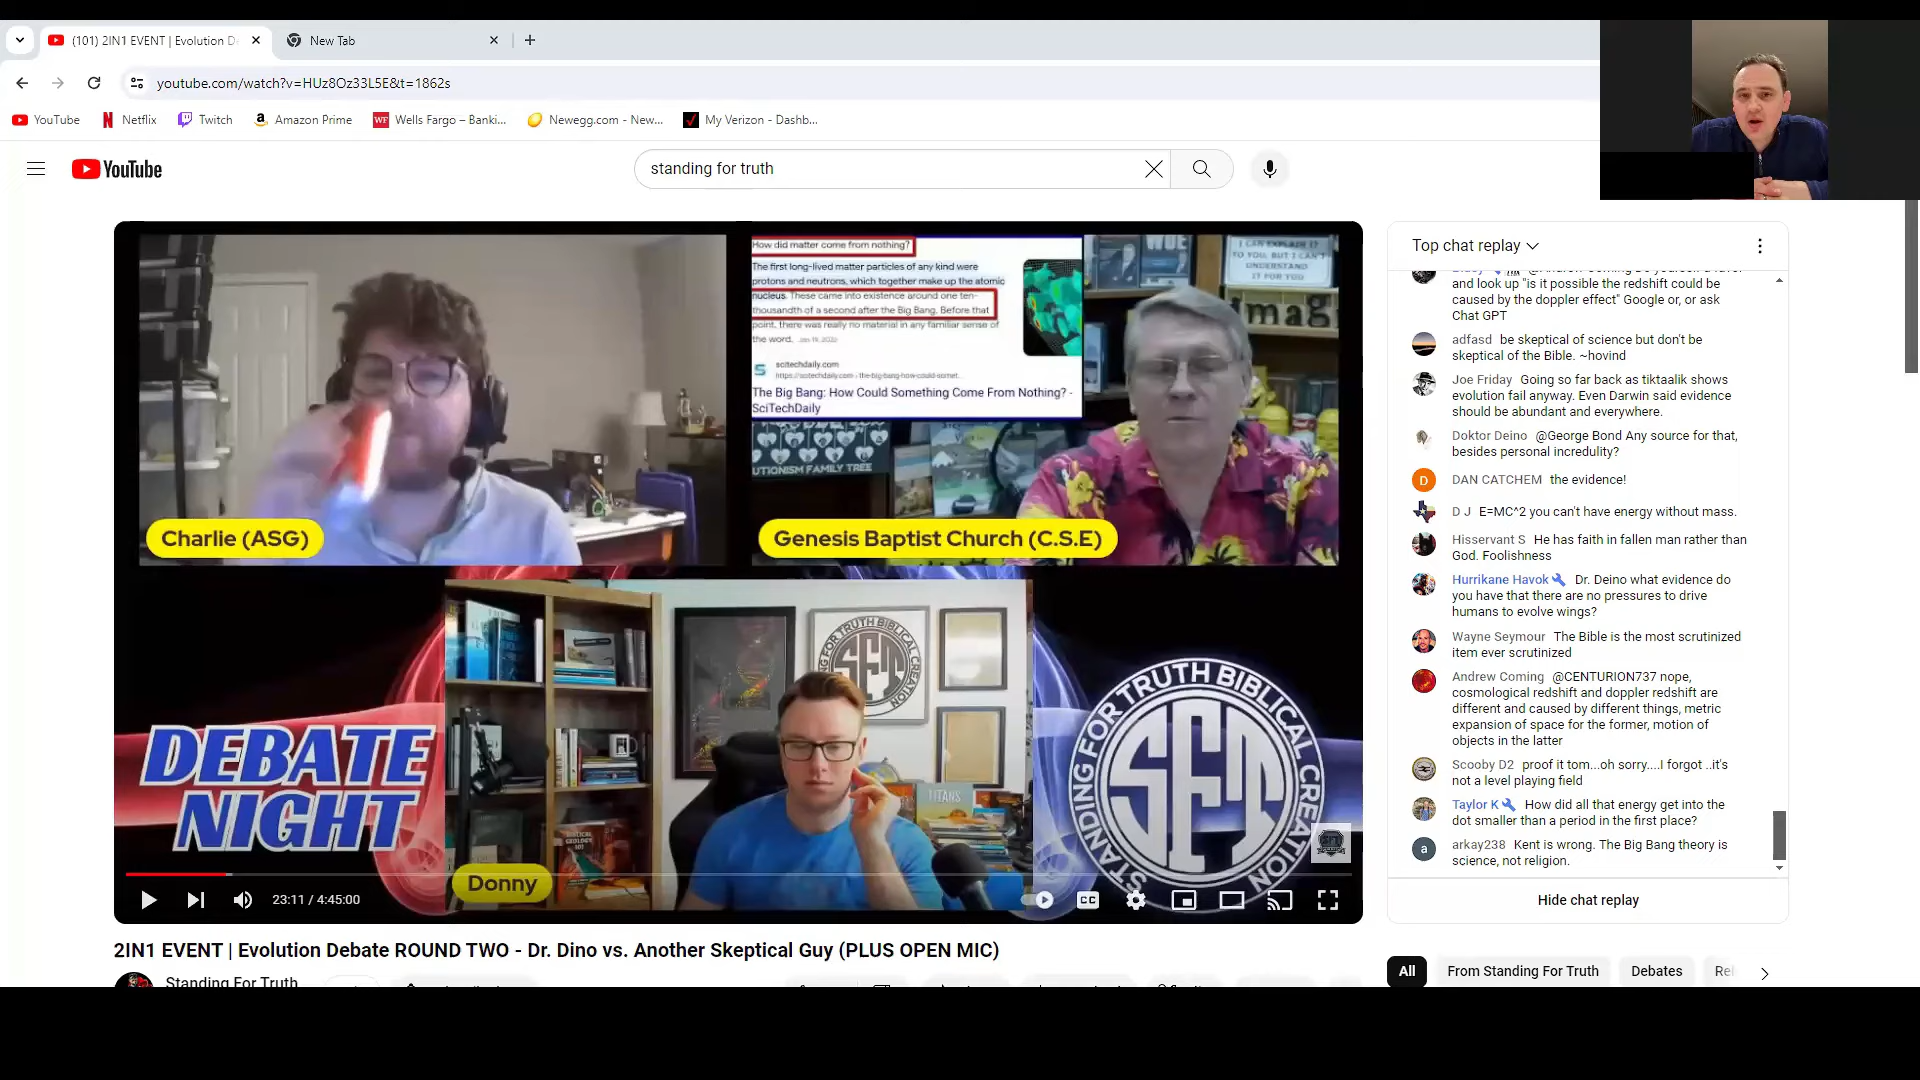 (101) 2IN1 EVENT | Evolution D
New Tab
youtube.com/watch?v=HUz8Oz33L5E&t=1862s
YouTube
Netflix
Twitch
Amazon Prime
Wells Fargo – Banki...
Newegg.com - New...
My Verizon - Dashb...
YouTube
standing for truth
How did matter come from nothing?
The first long-lived matter particles of any kind were
protons and neutrons, which together make up the atomic
nucleus. These came into existence around one ten-
thousandth of a second after the Big Bang. Before that
point, there was really no material in any familiar sense of
the word.
scitechdaily.com
The Big Bang: How Could Something Come From Nothing? -
SciTechDaily
I CAN EXPLAIN IT
TO YOU, BUT I CAN'T
UNDERSTAND
IT FOR YOU
UTIONISM FAMILY TREE
Charlie (ASG)
Genesis Baptist Church (C.S.E)
DEBATE
NIGHT
TITANS
Donny
STANDING FOR TRUTH BIBLICAL CREATION
SFT
23:11 / 4:45:00
CC
Top chat replay
and look up "is it possible the redshift could be
caused by the doppler effect" Google or, or ask
Chat GPT
adfasd be skeptical of science but don't be
skeptical of the Bible. ~hovind
Joe Friday Going so far back as tiktaalik shows
evolution fail anyway. Even Darwin said evidence
should be abundant and everywhere.
Doktor Deino @George Bond Any source for that,
besides personal incredulity?
D DAN CATCHEM the evidence!
D J E=MC^2 you can't have energy without mass.
Hisservant S He has faith in fallen man rather than
God. Foolishness
Hurrikane Havok Dr. Deino what evidence do
you have that there are no pressures to drive
humans to evolve wings?
Wayne Seymour The Bible is the most scrutinized
item ever scrutinized
Andrew Coming @CENTURION737 nope,
cosmological redshift and doppler redshift are
different and caused by different things, metric
expansion of space for the former, motion of
objects in the latter
Scooby D2 proof it tom...oh sorry....I forgot ..it's
not a level playing field
Taylor K How did all that energy get into the
dot smaller than a period in the first place?
a arkay238 Kent is wrong. The Big Bang theory is
science, not religion.
Hide chat replay
2IN1 EVENT | Evolution Debate ROUND TWO - Dr. Dino vs. Another Skeptical Guy (PLUS OPEN MIC)
Standing For Truth
All
From Standing For Truth
Debates
Rel